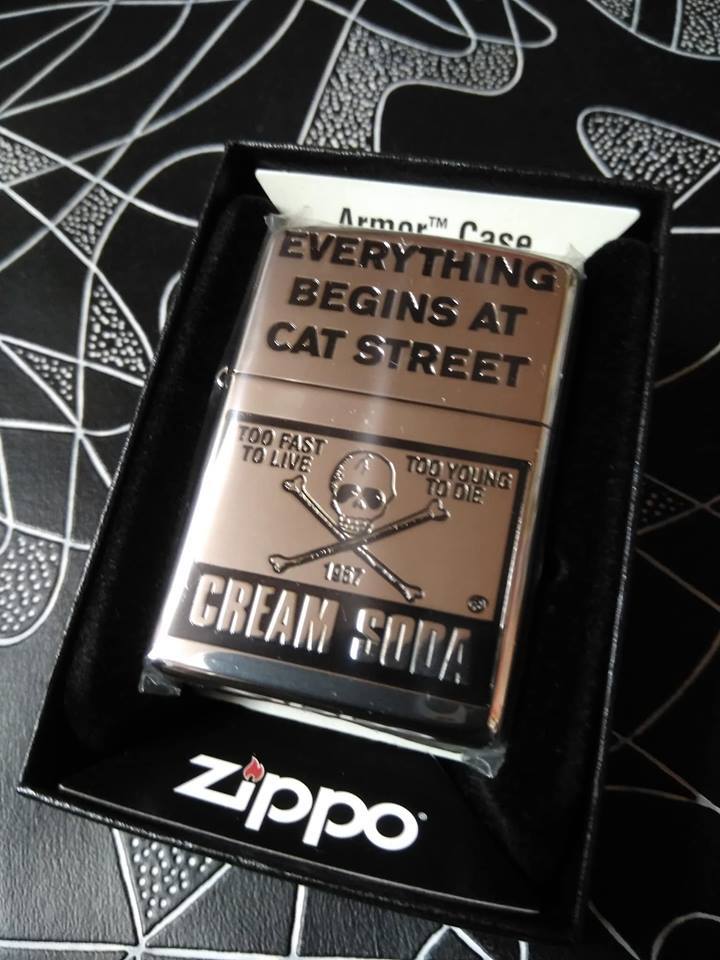 Armor™ Case
EVERYTHING
BEGINS AT
CAT STREET
TOO FAST
TO LIVE
TOO YOUNG
TO DIE
1967
CREAM SODA
zippo